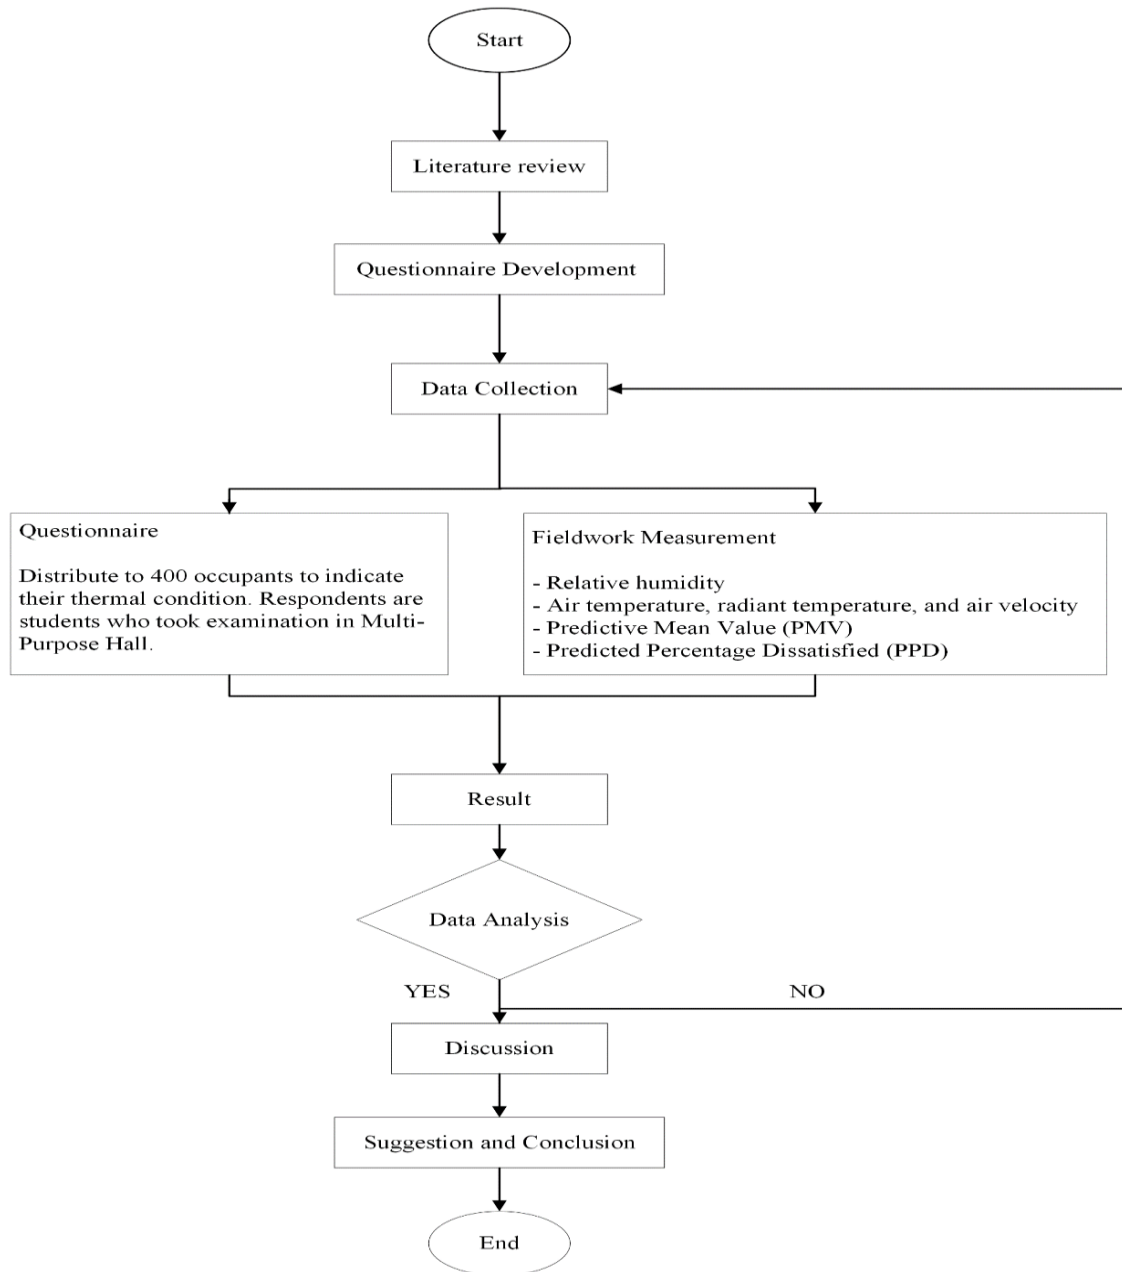 Start
Literature review
Questionnaire Development
Data Collection
Questionnaire
Distribute to 400 occupants to indicate
their thermal condition. Respondents are
students who took examination in Multi-
Purpose Hall.
Fieldwork Measurement
- Relative humidity
- Air temperature, radiant temperature, and air velocity
- Predictive Mean Value (PMV)
- Predicted Percentage Dissatisfied (PPD)
Result
Data Analysis
YES
NO
Discussion
Suggestion and Conclusion
End